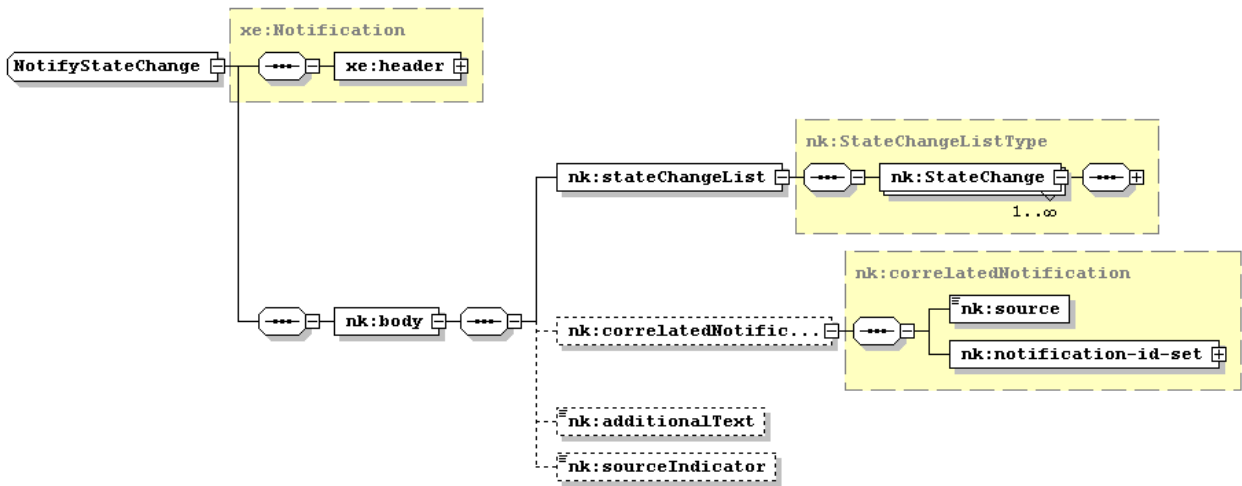 xe:Notification
NotifyStateChange
xe:header
nk:StateChangeListType
nk:stateChangeList
nk:StateChange
1..∞
nk:correlatedNotification
nk:source
nk:body
nk:correlatedNotific...
nk:notification-id-set
nk:additionalText
nk:sourceIndicator